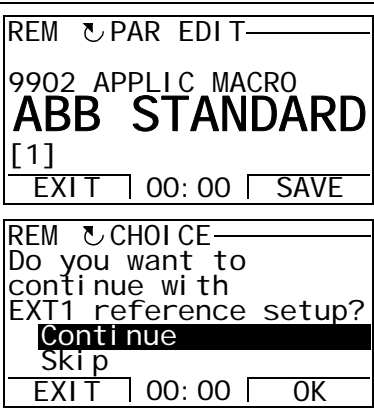 REM ↻ PAR EDIT
9902 APPLIC MACRO
ABB STANDARD
[1]
EXIT 00:00 SAVE
REM ↻ CHOICE
Do you want to
continue with
EXT1 reference setup?
Continue
Skip
EXIT 00:00 OK